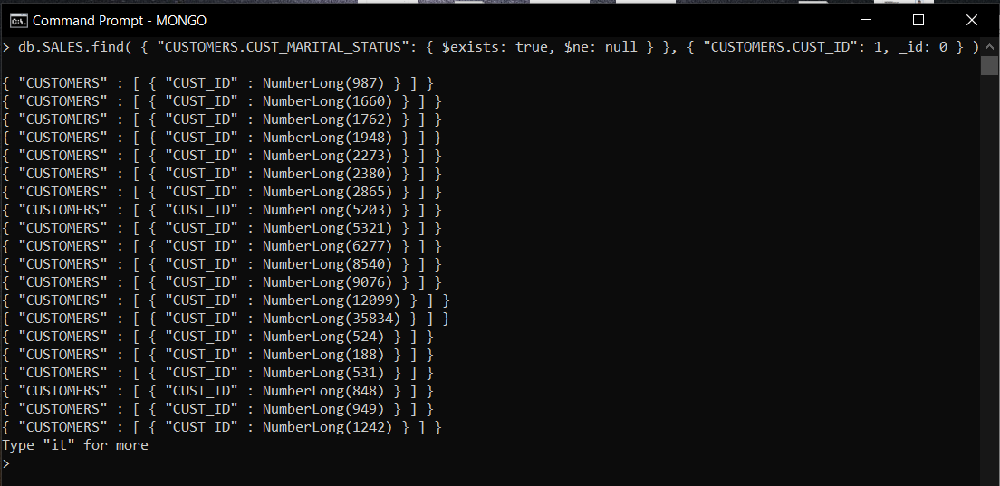 Command Prompt - MONGO
> db.SALES.find( { "CUSTOMERS.CUST_MARITAL_STATUS": { $exists: true, $ne: null } }, { "CUSTOMERS.CUST_ID": 1, _id: 0 } )
{ "CUSTOMERS" : [ { "CUST_ID" : NumberLong(987) } ] }
{ "CUSTOMERS" : [ { "CUST_ID" : NumberLong(1660) } ] }
{ "CUSTOMERS" : [ { "CUST_ID" : NumberLong(1762) } ] }
{ "CUSTOMERS" : [ { "CUST_ID" : NumberLong(1948) } ] }
{ "CUSTOMERS" : [ { "CUST_ID" : NumberLong(2273) } ] }
{ "CUSTOMERS" : [ { "CUST_ID" : NumberLong(2380) } ] }
{ "CUSTOMERS" : [ { "CUST_ID" : NumberLong(2865) } ] }
{ "CUSTOMERS" : [ { "CUST_ID" : NumberLong(5203) } ] }
{ "CUSTOMERS" : [ { "CUST_ID" : NumberLong(5321) } ] }
{ "CUSTOMERS" : [ { "CUST_ID" : NumberLong(6277) } ] }
{ "CUSTOMERS" : [ { "CUST_ID" : NumberLong(8540) } ] }
{ "CUSTOMERS" : [ { "CUST_ID" : NumberLong(9076) } ] }
{ "CUSTOMERS" : [ { "CUST_ID" : NumberLong(12099) } ] }
{ "CUSTOMERS" : [ { "CUST_ID" : NumberLong(35834) } ] }
{ "CUSTOMERS" : [ { "CUST_ID" : NumberLong(524) } ] }
{ "CUSTOMERS" : [ { "CUST_ID" : NumberLong(188) } ] }
{ "CUSTOMERS" : [ { "CUST_ID" : NumberLong(531) } ] }
{ "CUSTOMERS" : [ { "CUST_ID" : NumberLong(848) } ] }
{ "CUSTOMERS" : [ { "CUST_ID" : NumberLong(949) } ] }
{ "CUSTOMERS" : [ { "CUST_ID" : NumberLong(1242) } ] }
Type "it" for more
>